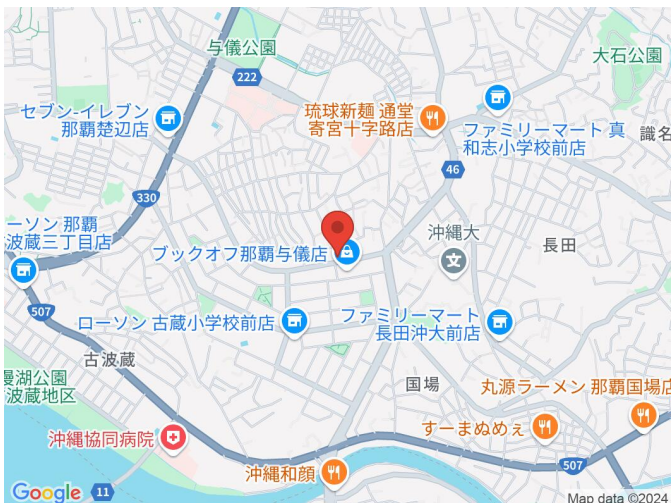 与儀公園
大石公園
222
セブン-イレブン
那覇楚辺店
琉球新麺 通堂
寄宮十字路店
ファミリーマート 真
和志小学校前店
識名
46
330
ーソン 那覇
波蔵三丁目店
ブックオフ那覇与儀店
沖縄大
文
長田
507
ローソン 古蔵小学校前店
ファミリーマート
長田沖大前店
古波蔵
漫湖公園
波蔵地区
国場
丸源ラーメン 那覇国場店
すーまぬめぇ
沖縄協同病院
沖縄和顔
507
Google
11
Map data ©2024